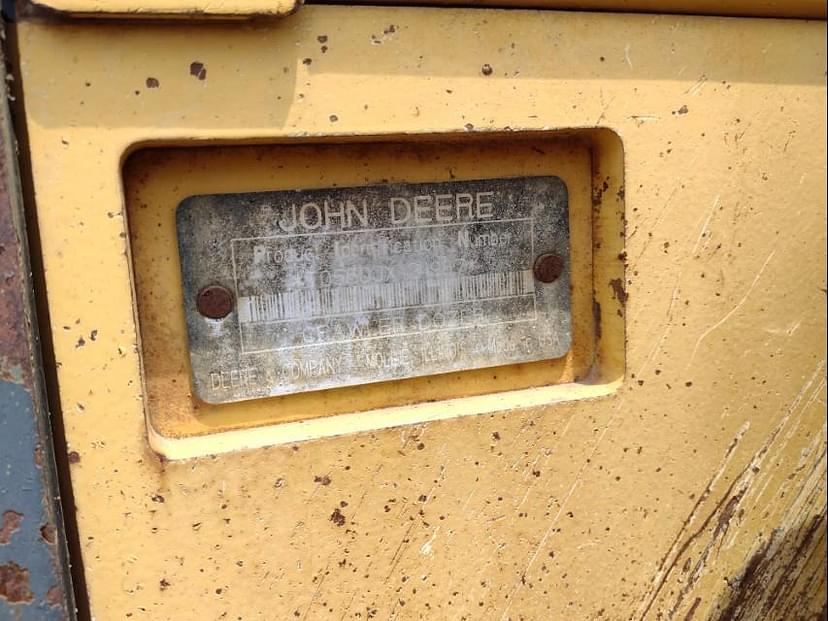 JOHN DEERE
Product Identification Number
CRAWLER DOZER
DEERE & COMPANY MOLINE, ILLINOIS MADE IN USA